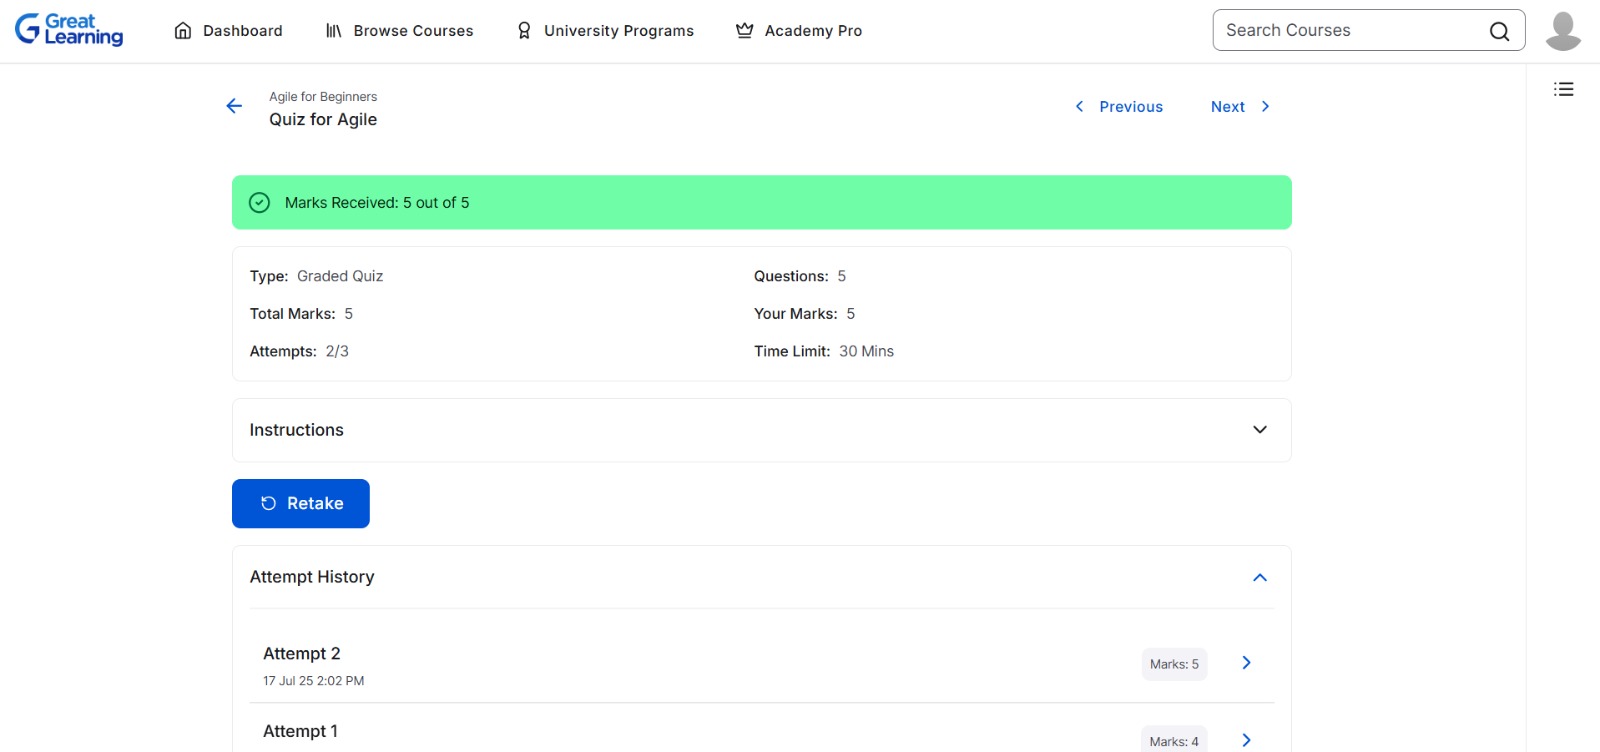 Great
Learning
Dashboard
Browse Courses
University Programs
Academy Pro
Search Courses
Agile for Beginners
Quiz for Agile
Previous
Next
Marks Received: 5 out of 5
Type: Graded Quiz
Questions: 5
Total Marks: 5
Your Marks: 5
Attempts: 2/3
Time Limit: 30 Mins
Instructions
Retake
Attempt History
Attempt 2
17 Jul 25 2:02 PM
Marks: 5
Attempt 1
Marks: 4